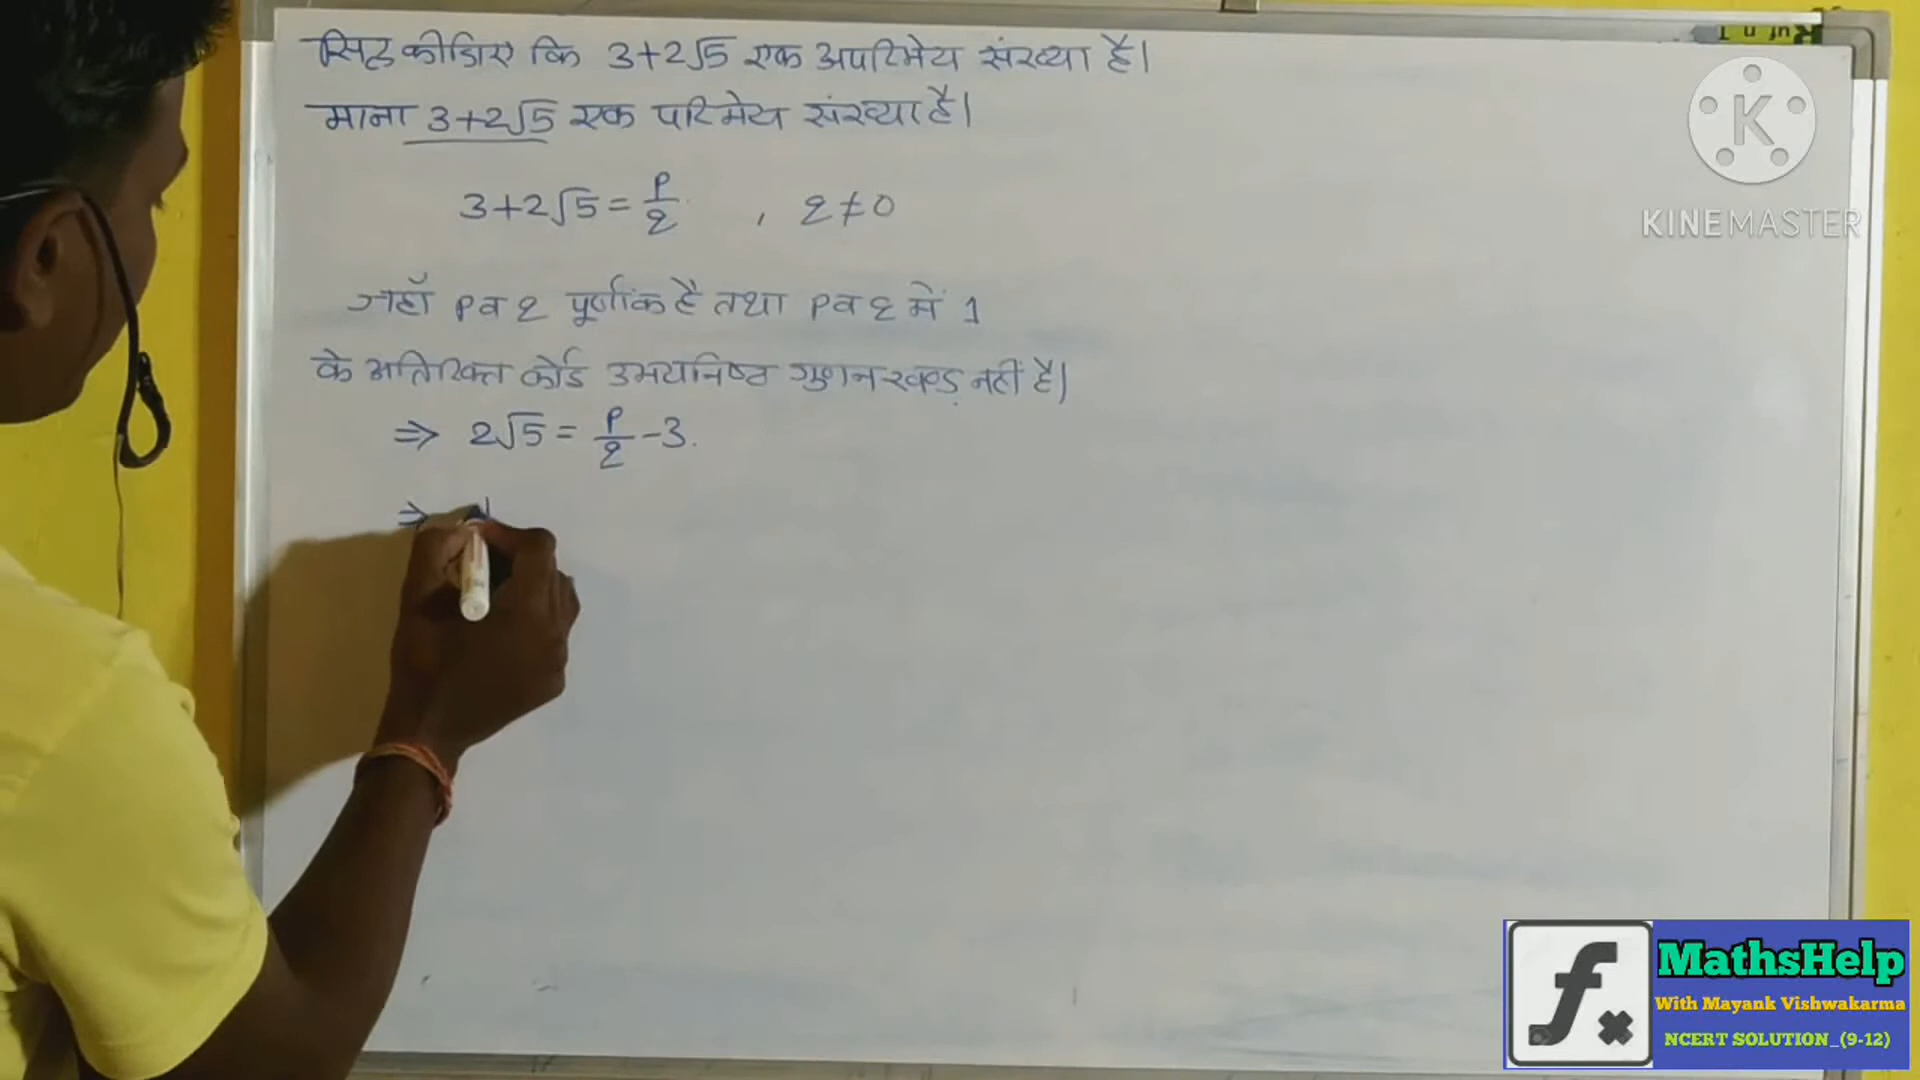 सिद्ध कीजिए कि 3+2√5 एक अपरिमेय संख्या है।
माना 3+2√5 एक परिमेय संख्या है।
3+2√5 = p/q , q ≠ 0
जहाँ p व q पूर्णांक है तथा p व q में 1
के अतिरिक्त कोई उभयनिष्ठ गुणनखण्ड़ नहीं है।
⇒ 2√5 = p/q - 3.
⇒
K
KINEMASTER
fx
MathsHelp
With Mayank Vishwakarma
NCERT SOLUTION_(9-12)